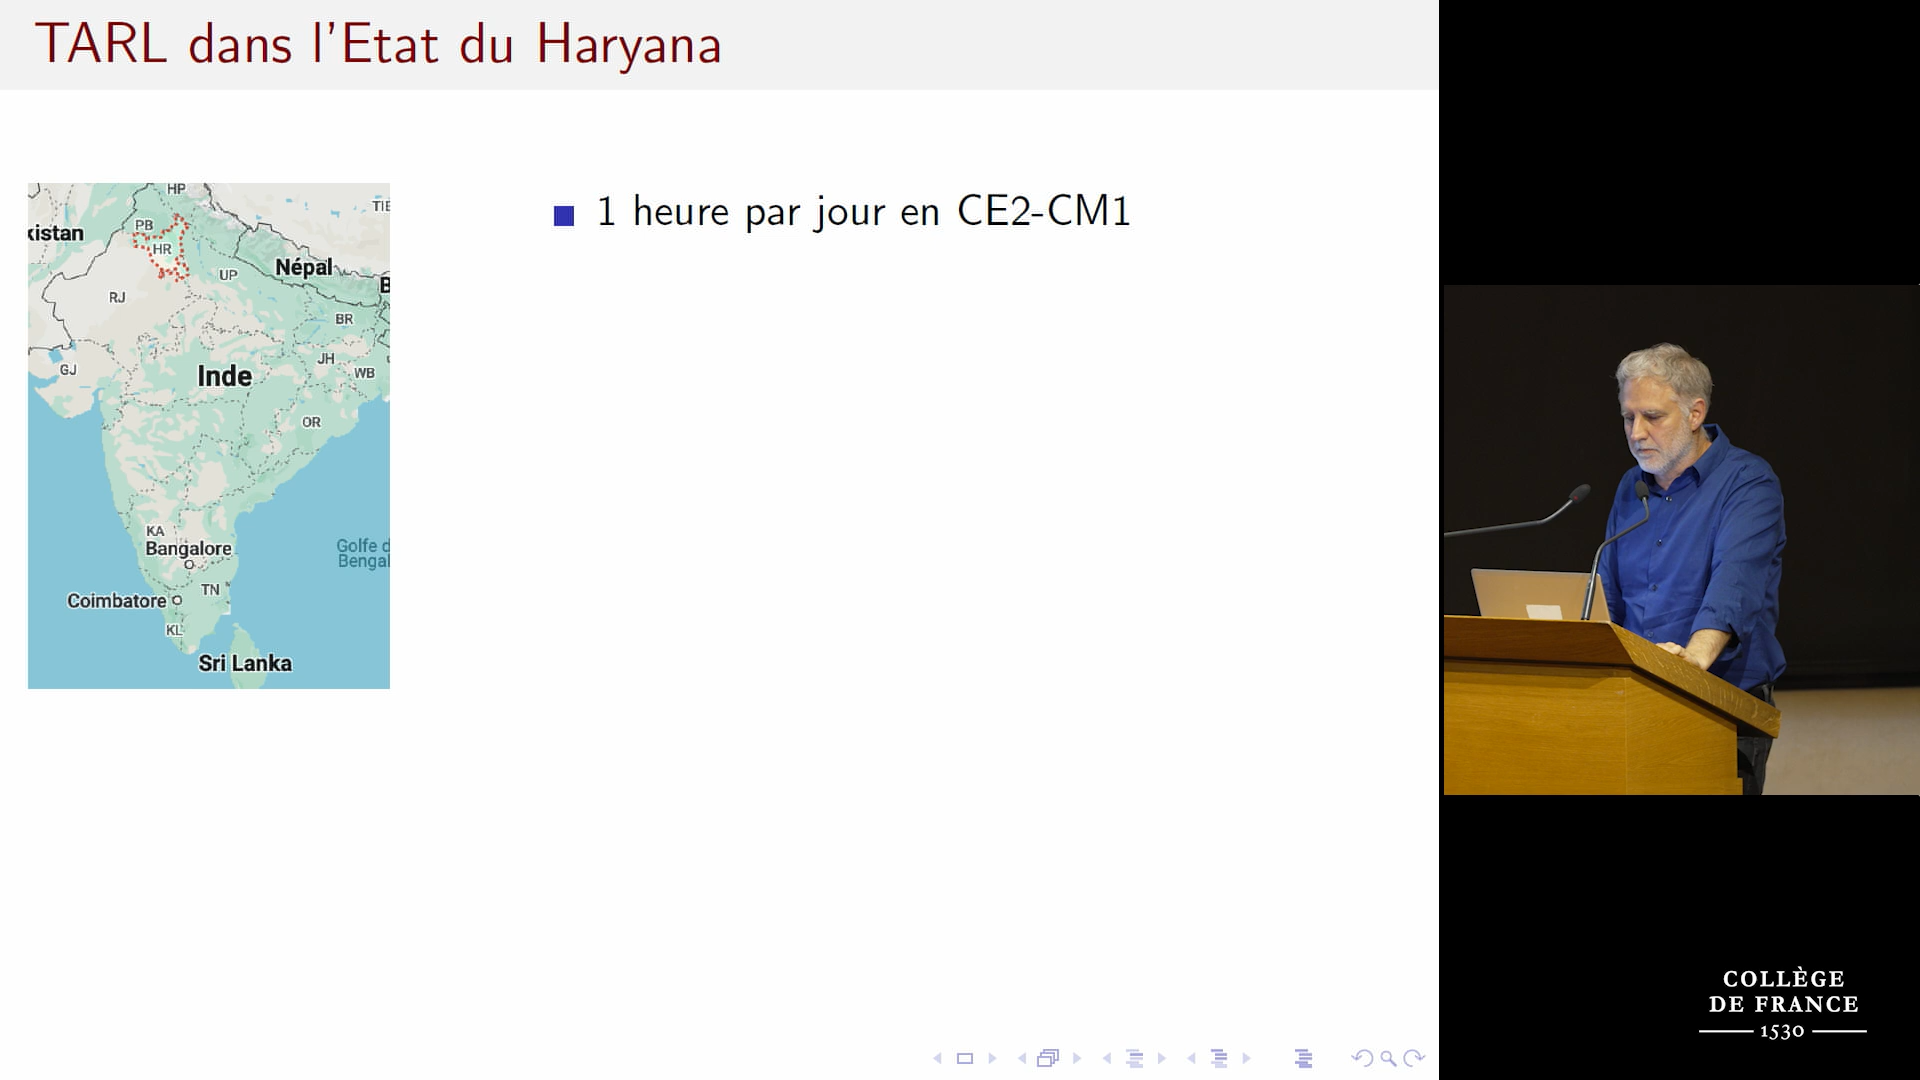 TARL dans l'Etat du Haryana
1 heure par jour en CE2-CM1
HP
TIE
PB
kistan
HR
Népal
UP
B
RJ
BR
JH
GJ
WB
Inde
OR
KA
Bangalore
Golfe d
Bengal
TN
Coimbatore
KL
Sri Lanka
COLLÈGE
DE FRANCE
1530